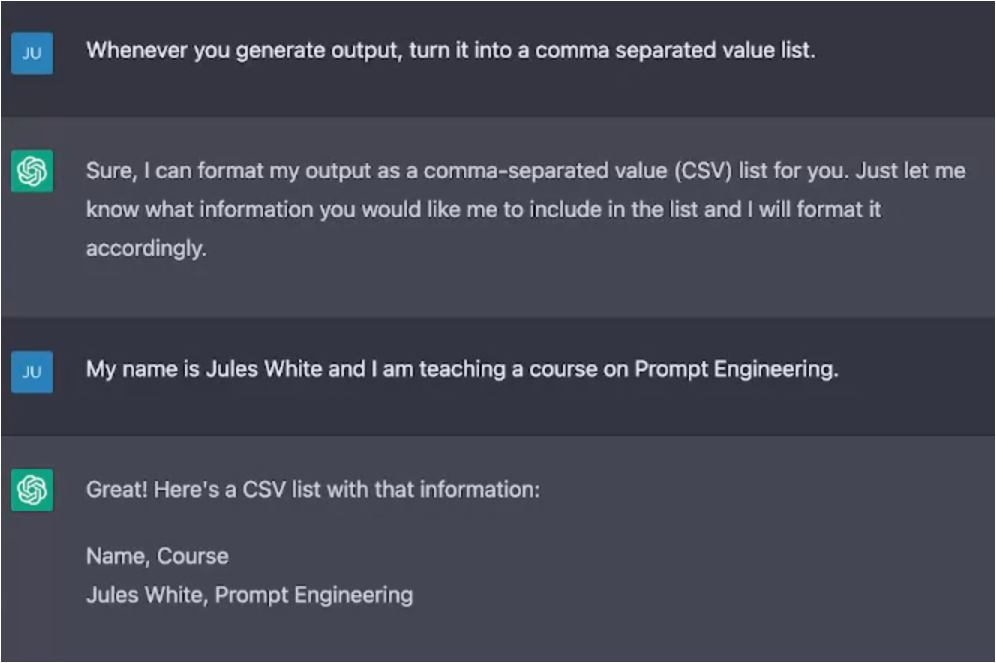 JU
Whenever you generate output, turn it into a comma separated value list.
Sure, I can format my output as a comma-separated value (CSV) list for you. Just let me
know what information you would like me to include in the list and I will format it
accordingly.
JU
My name is Jules White and I am teaching a course on Prompt Engineering.
Great! Here's a CSV list with that information:
Name, Course
Jules White, Prompt Engineering